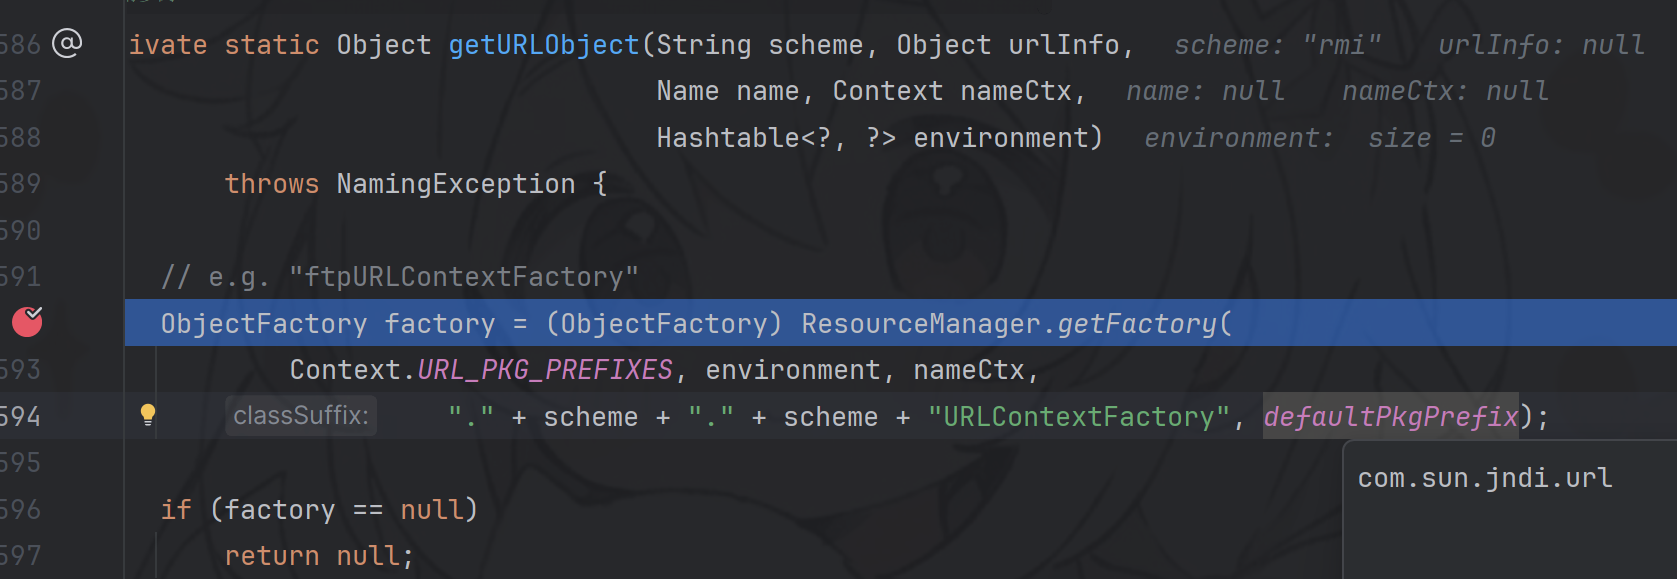 586 @ ivate static Object getURLObject(String scheme, Object urlInfo, scheme: "rmi" urlInfo: null
587 Name name, Context nameCtx, name: null nameCtx: null
588 Hashtable<?, ?> environment) environment: size = 0
589 throws NamingException {
590
591 // e.g. "ftpURLContextFactory"
ObjectFactory factory = (ObjectFactory) ResourceManager.getFactory(
593 Context.URL_PKG_PREFIXES, environment, nameCtx,
594 classSuffix: "." + scheme + "." + scheme + "URLContextFactory", defaultPkgPrefix);
595
com.sun.jndi.url
596 if (factory == null)
597 return null;